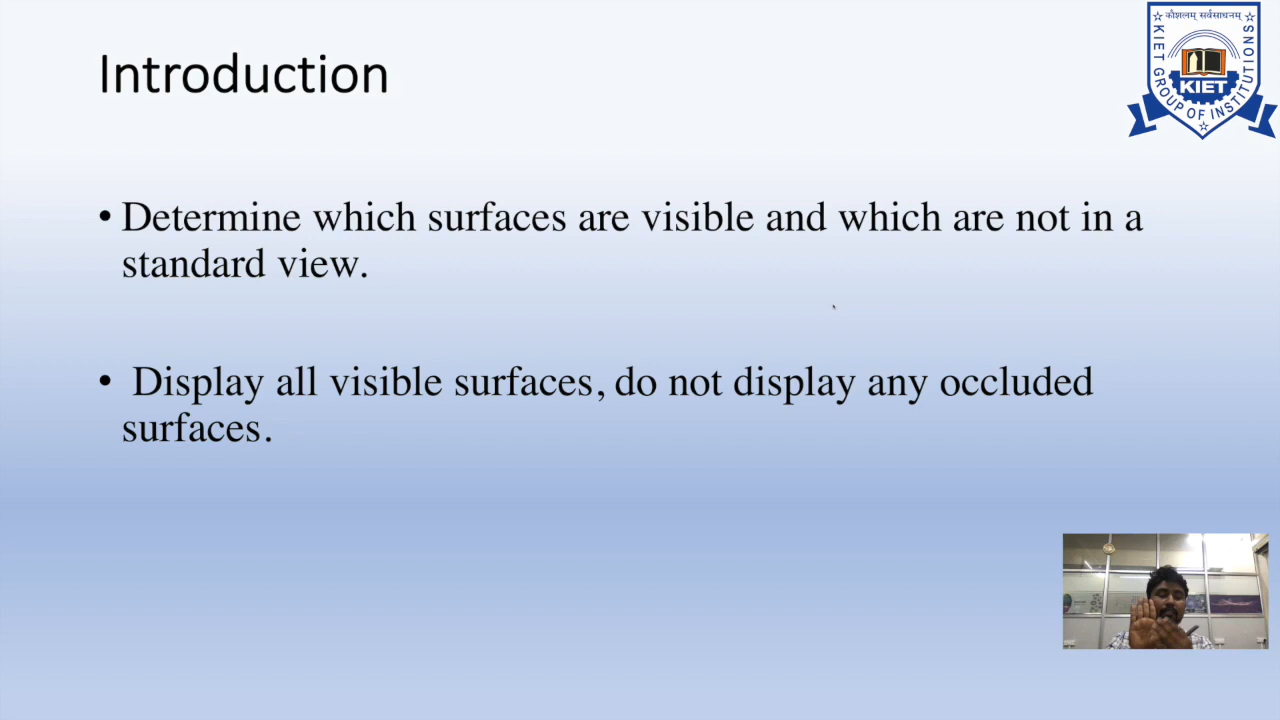 Introduction
कौशलम् सर्वसाधनम्
KIET GROUP OF INSTITUTIONS
KIET
• Determine which surfaces are visible and which are not in a
standard view.
• Display all visible surfaces, do not display any occluded
surfaces.